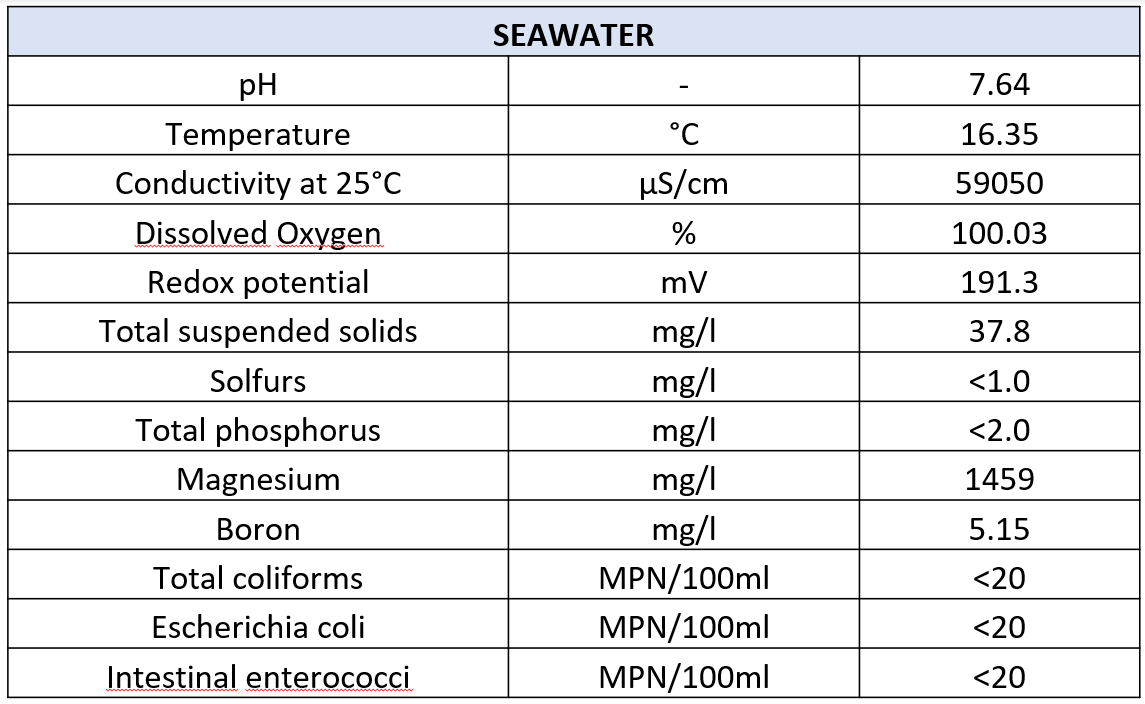 SEAWATER
pH - 7.64
Temperature °C 16.35
Conductivity at 25°C µS/cm 59050
Dissolved Oxygen % 100.03
Redox potential mV 191.3
Total suspended solids mg/l 37.8
Solfurs mg/l <1.0
Total phosphorus mg/l <2.0
Magnesium mg/l 1459
Boron mg/l 5.15
Total coliforms MPN/100ml <20
Escherichia coli MPN/100ml <20
Intestinal enterococci MPN/100ml <20